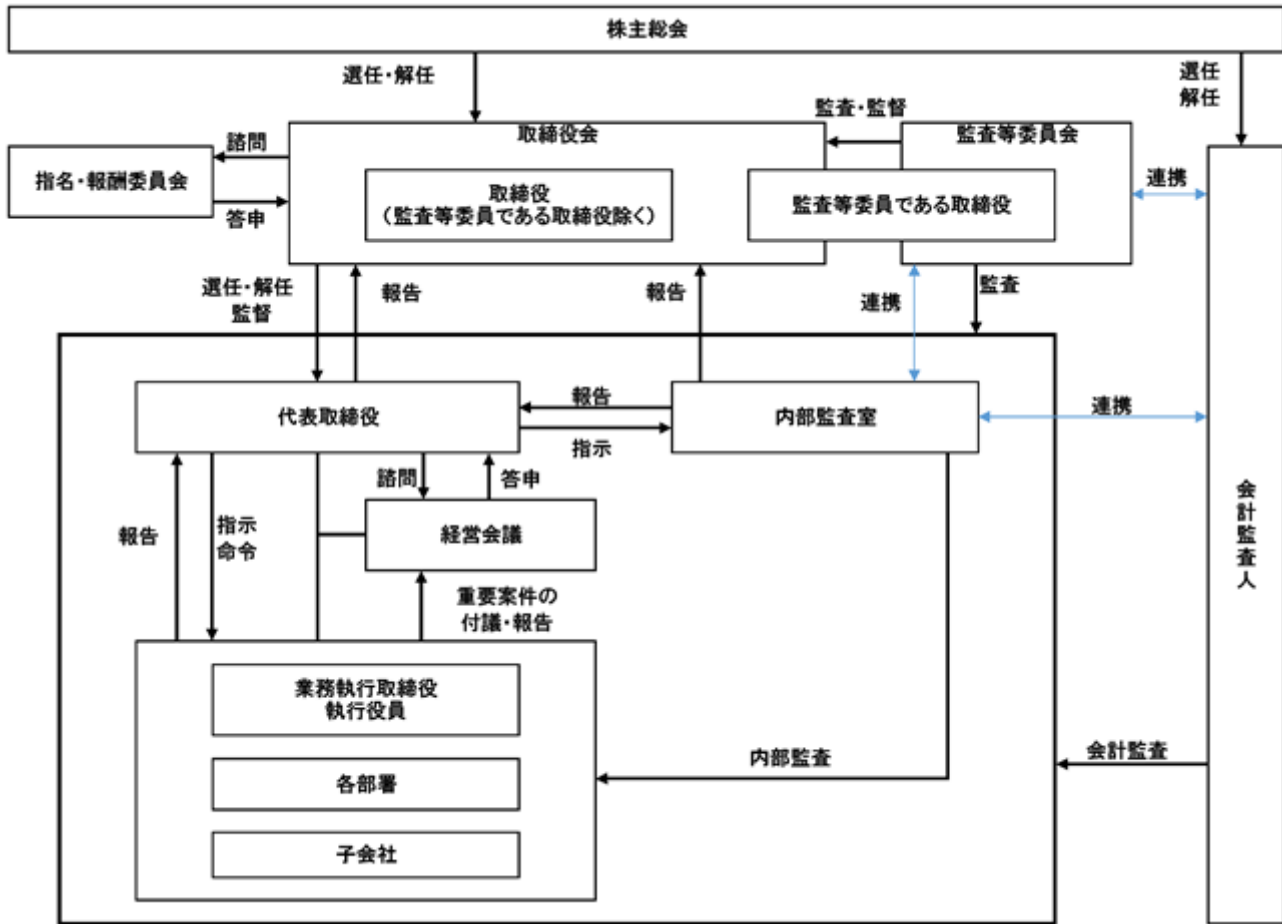 株主総会
選任・解任
選任
解任
監査・監督
取締役会
監査等委員会
諮問
指名・報酬委員会
答申
取締役
（監査等委員である取締役除く）
監査等委員である取締役
連携
選任・解任
監督
報告
報告
連携
監査
代表取締役
報告
指示
内部監査室
連携
諮問
答申
経営会議
報告
指示
命令
重要案件の
付議・報告
会計監査人
業務執行取締役
執行役員
各部署
子会社
内部監査
会計監査